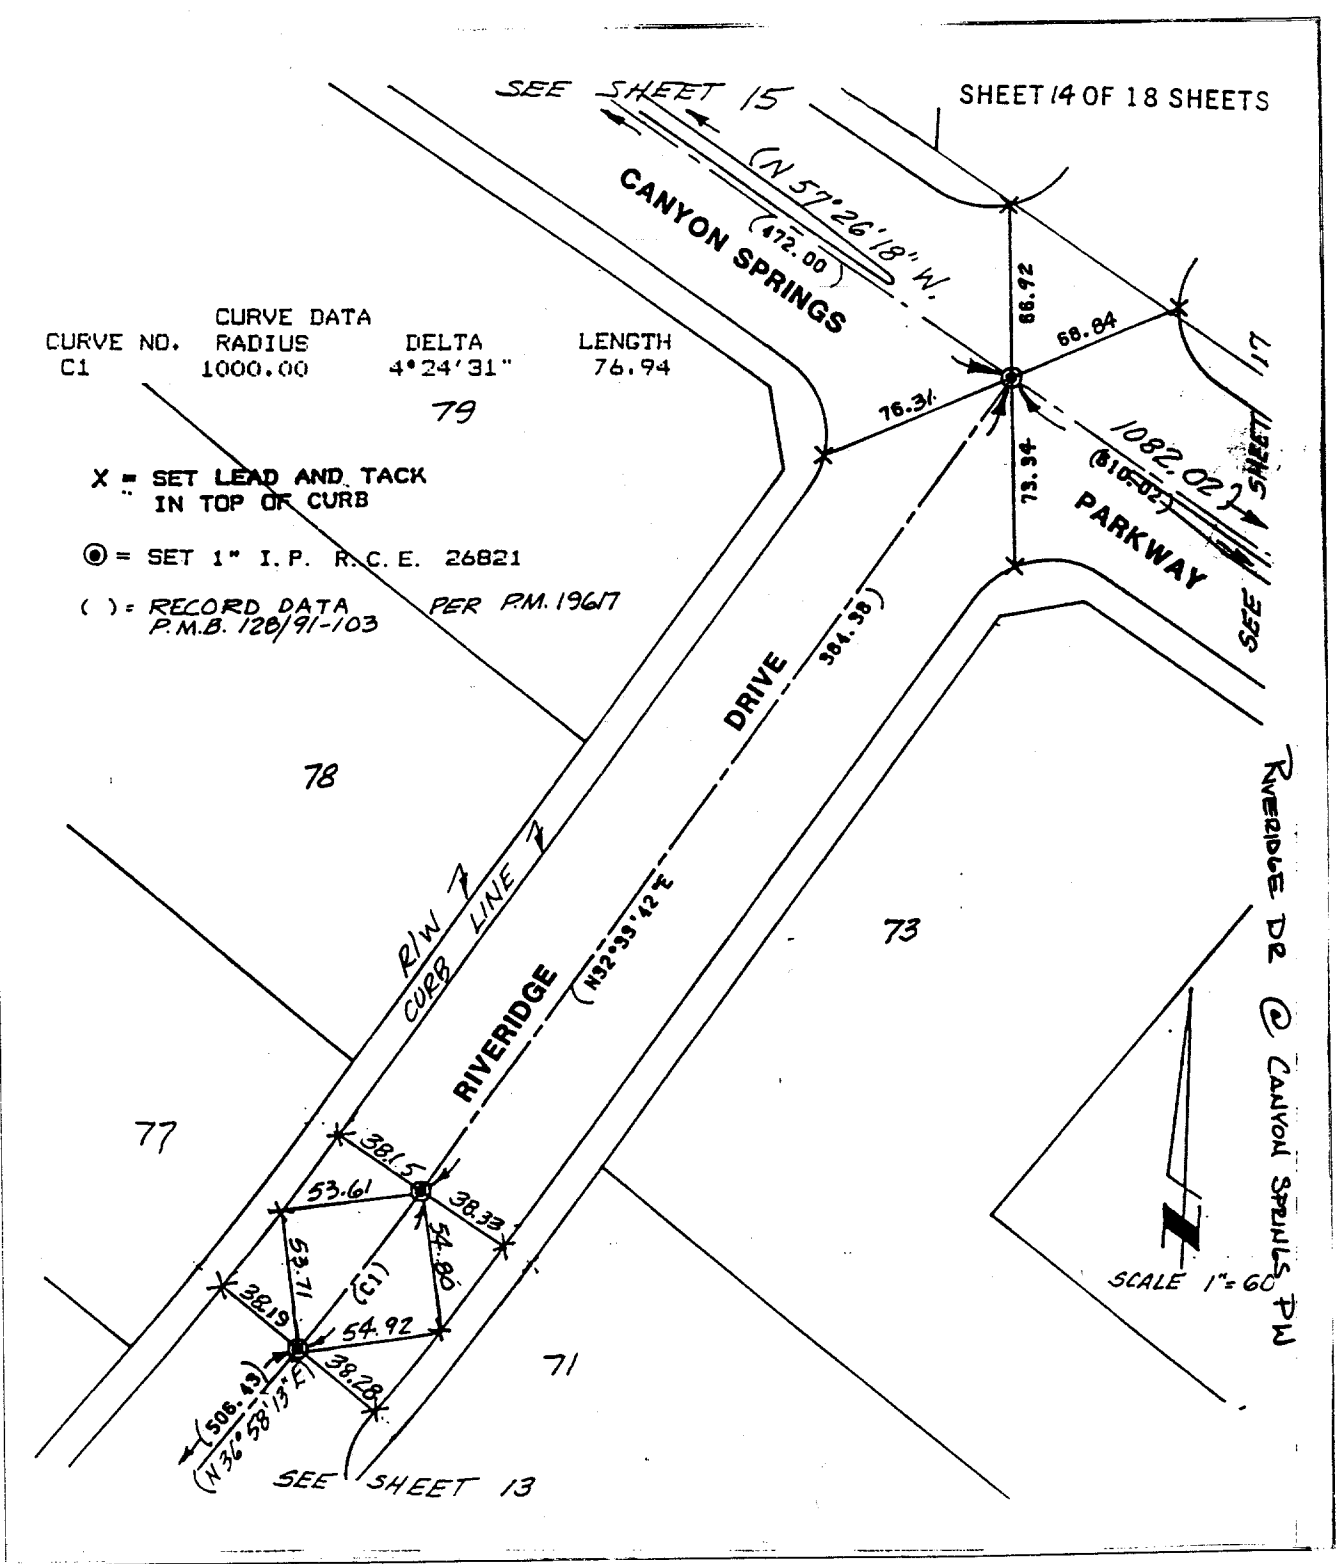 SEE SHEET 15
SHEET 14 OF 18 SHEETS
(N 57°26'18" W.
(472.00)
CANYON SPRINGS
66.92
68.84
76.31
73.34
1082.02)
(610.02)
PARKWAY
SEE SHEET 17
CURVE DATA
CURVE NO. RADIUS DELTA LENGTH
C1 1000.00 4°24'31" 76.94
79
X = SET LEAD AND TACK
IN TOP OF CURB
= SET 1" I.P. R.C.E. 26821
( ) = RECORD DATA PER P.M. 19617
P.M.B. 128/91-103
384.38)
DRIVE
78
R/W
CURB LINE
(N32°33'42"E
RIVERIDGE
73
RIVERIDGE DR @ CANYON SPRINGS PW
77
38.15
53.61
38.33
53.71
54.80
(C1)
38.19
54.92
38.28
71
(506.43)
(N 36°58'13" E)
SEE SHEET 13
SCALE 1"=60